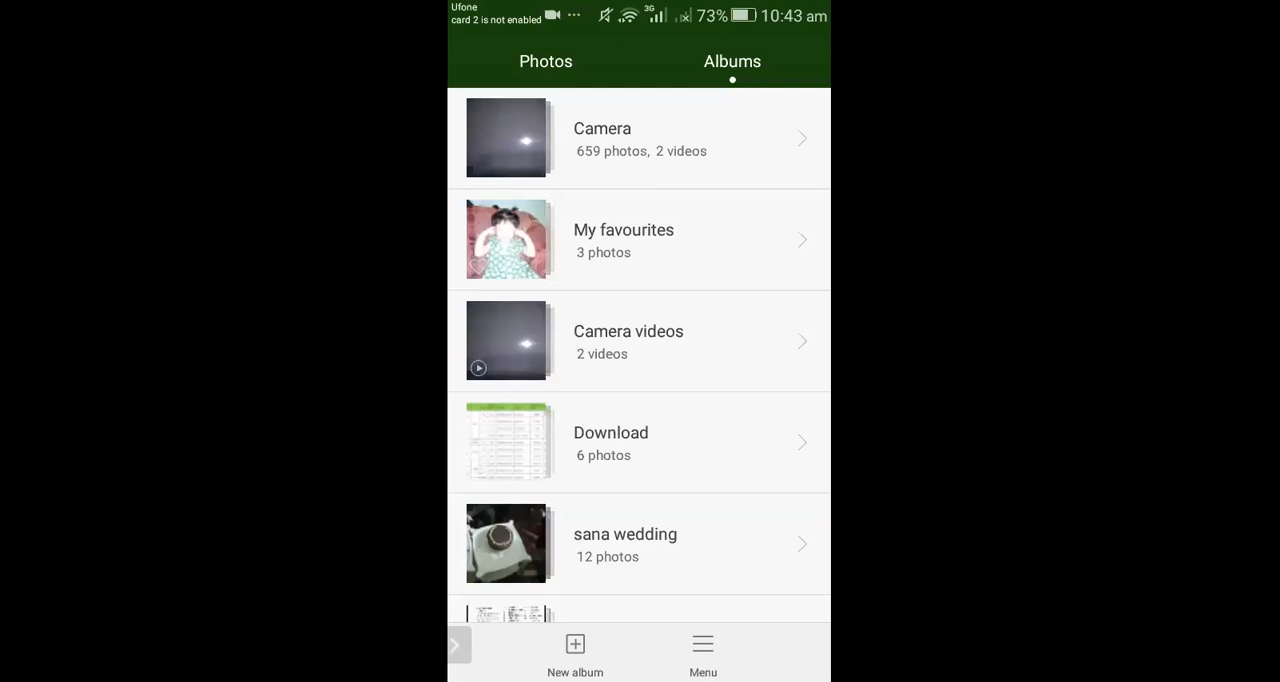 Ufone
card 2 is not enabled ... 3G 73% 10:43 am
Photos Albums
Camera
659 photos, 2 videos
My favourites
3 photos
Camera videos
2 videos
Download
6 photos
sana wedding
12 photos
New album Menu